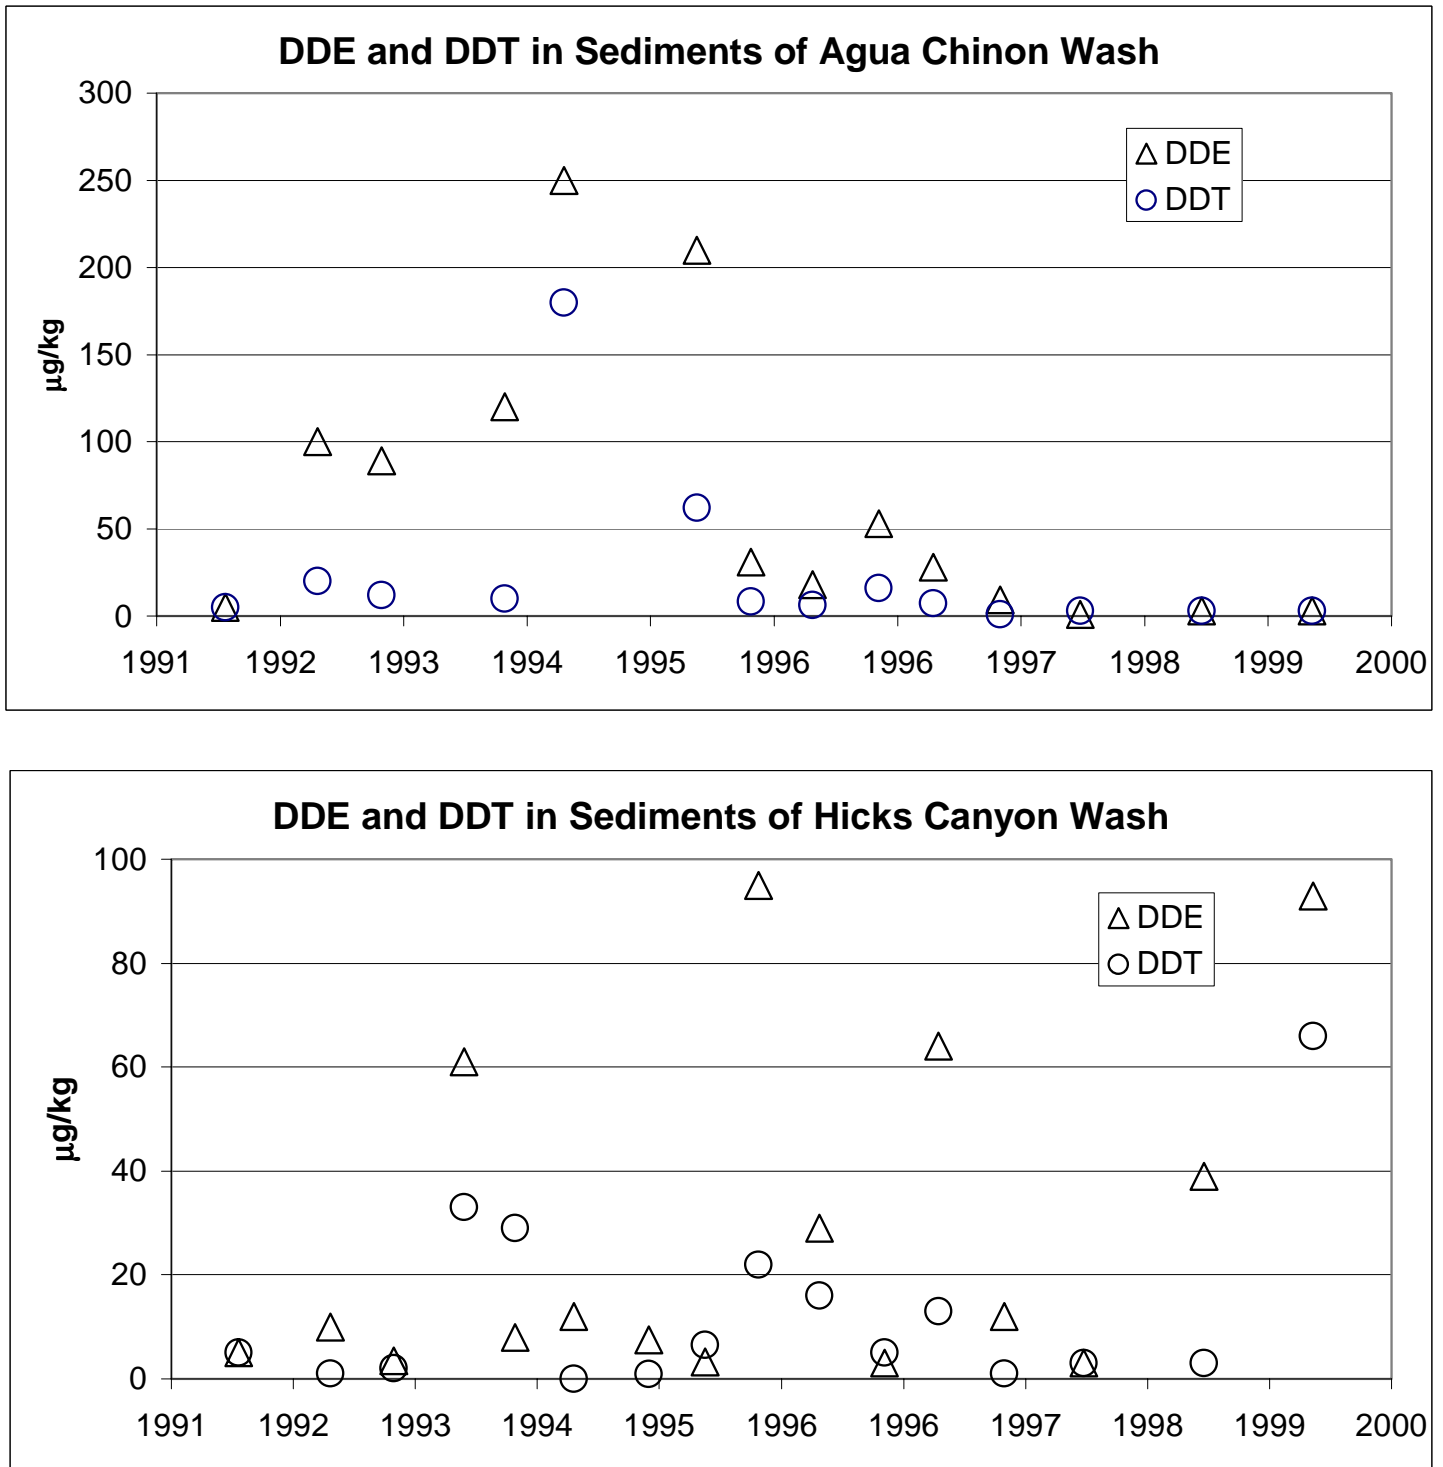 DDE and DDT in Sediments of Agua Chinon Wash
300
250
200
150
100
50
0
µg/kg
DDE
DDT
1991 1992 1993 1994 1995 1996 1996 1997 1998 1999 2000
DDE and DDT in Sediments of Hicks Canyon Wash
100
80
60
40
20
0
µg/kg
DDE
DDT
1991 1992 1993 1994 1995 1996 1996 1997 1998 1999 2000